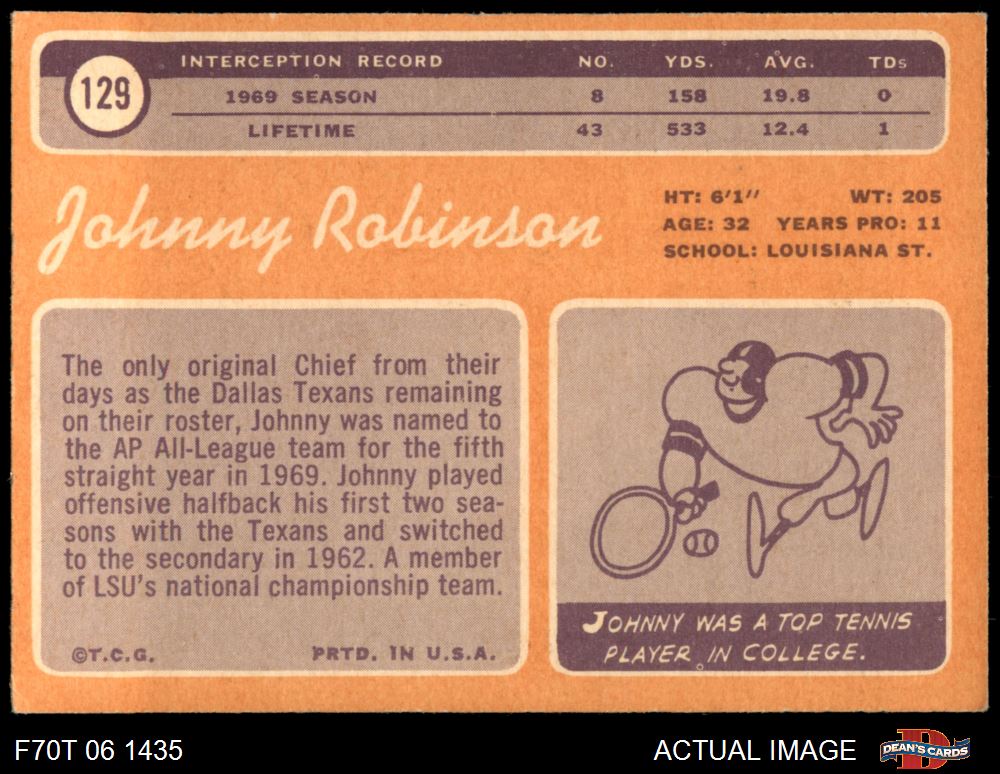 129
INTERCEPTION RECORD NO. YDS. AVG. TDs
1969 SEASON 8 158 19.8 0
LIFETIME 43 533 12.4 1
Johnny Robinson
HT: 6'1" WT: 205
AGE: 32 YEARS PRO: 11
SCHOOL: LOUISIANA ST.
The only original Chief from their
days as the Dallas Texans remaining
on their roster, Johnny was named to
the AP All-League team for the fifth
straight year in 1969. Johnny played
offensive halfback his first two sea-
sons with the Texans and switched
to the secondary in 1962. A member
of LSU's national championship team.
©T.C.G. PRTD. IN U.S.A.
JOHNNY WAS A TOP TENNIS
PLAYER IN COLLEGE.
F70T 06 1435 ACTUAL IMAGE DEAN'S CARDS